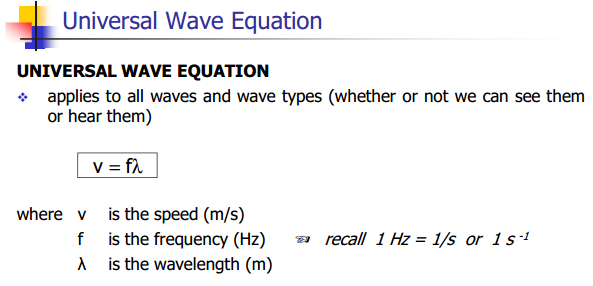 Universal Wave Equation
UNIVERSAL WAVE EQUATION
❖ applies to all waves and wave types (whether or not we can see them
or hear them)
v = fλ
where v is the speed (m/s)
f is the frequency (Hz) ☜ recall 1 Hz = 1/s or 1 s⁻¹
λ is the wavelength (m)